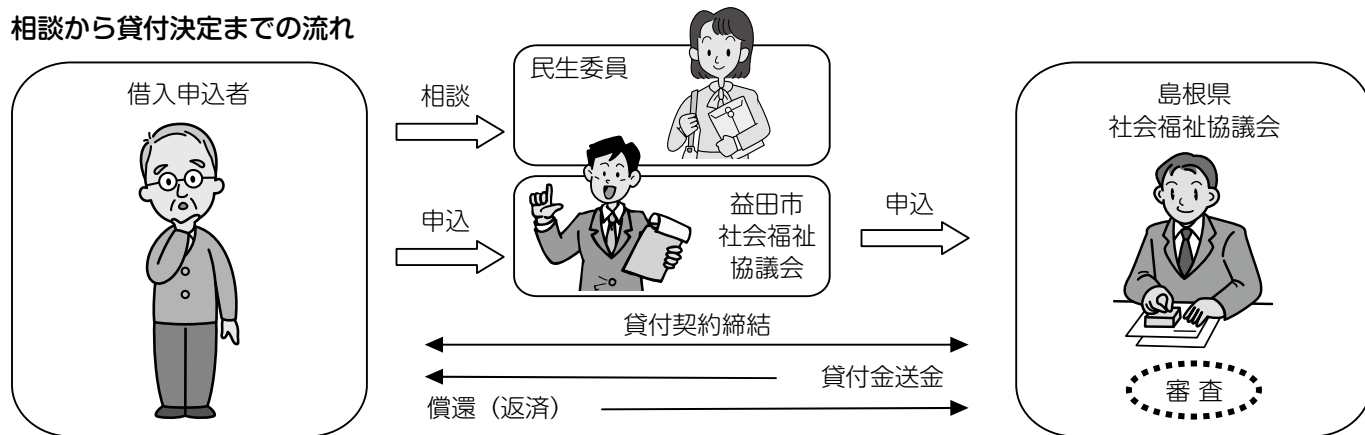 相談から貸付決定までの流れ
借入申込者
相談
申込
民生委員
益田市
社会福祉
協議会
申込
島根県
社会福祉協議会
審査
貸付契約締結
貸付金送金
償還（返済）